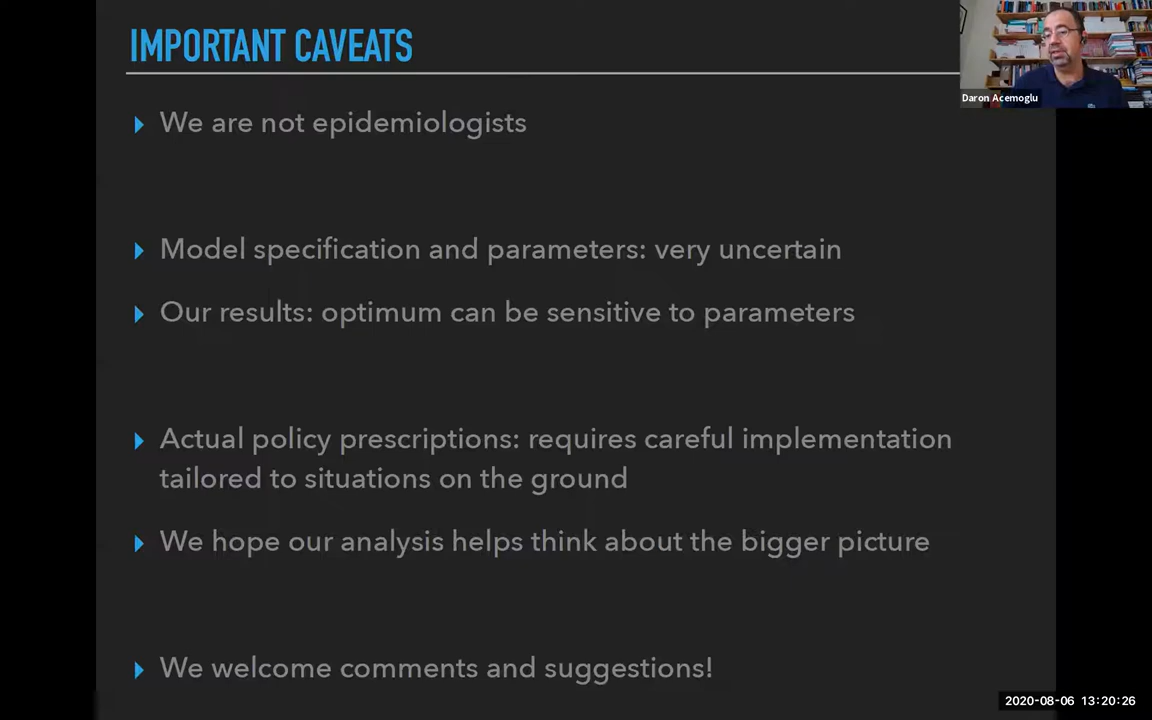 IMPORTANT CAVEATS
Daron Acemoglu
We are not epidemiologists
Model specification and parameters: very uncertain
Our results: optimum can be sensitive to parameters
Actual policy prescriptions: requires careful implementation
tailored to situations on the ground
We hope our analysis helps think about the bigger picture
We welcome comments and suggestions!
2020-08-06 13:20:26